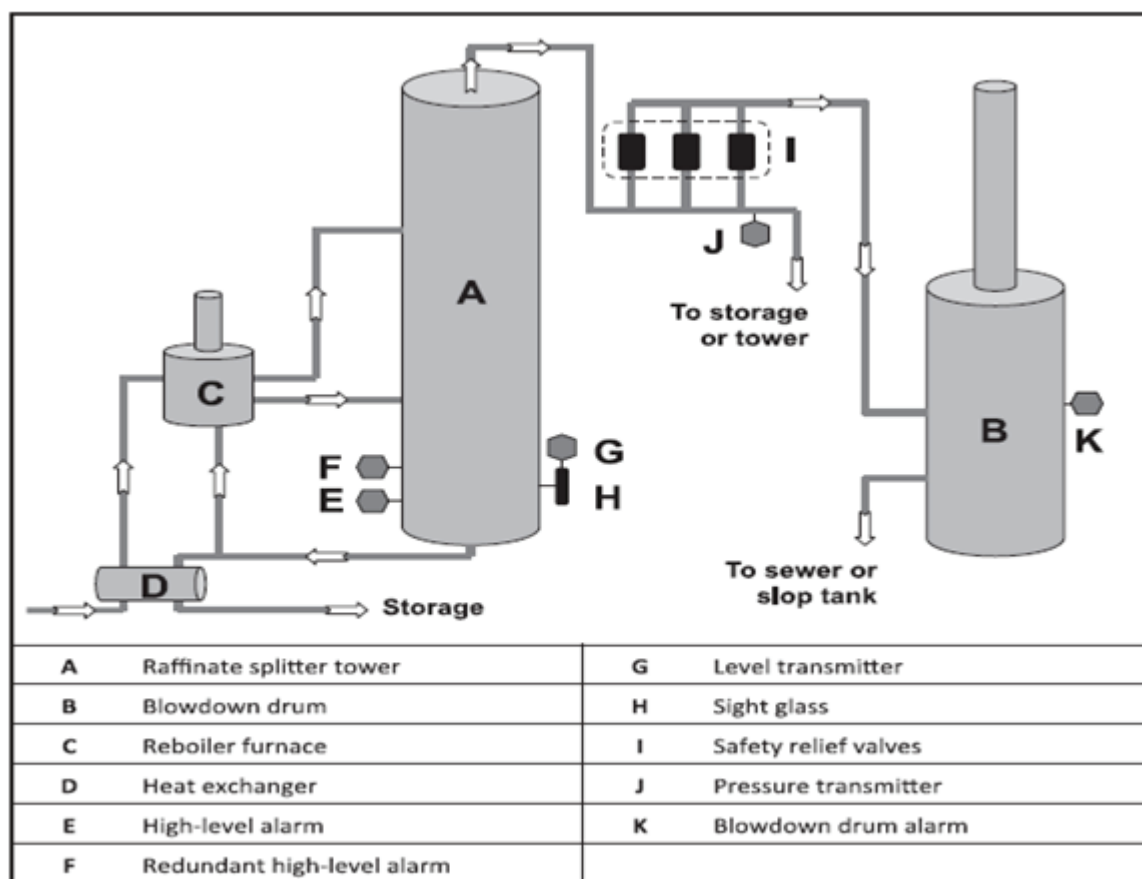 A
I
J
To storage
or tower
C
B
K
F
G
E
H
D
To sewer or
slop tank
Storage
A Raffinate splitter tower G Level transmitter
B Blowdown drum H Sight glass
C Reboiler furnace I Safety relief valves
D Heat exchanger J Pressure transmitter
E High-level alarm K Blowdown drum alarm
F Redundant high-level alarm